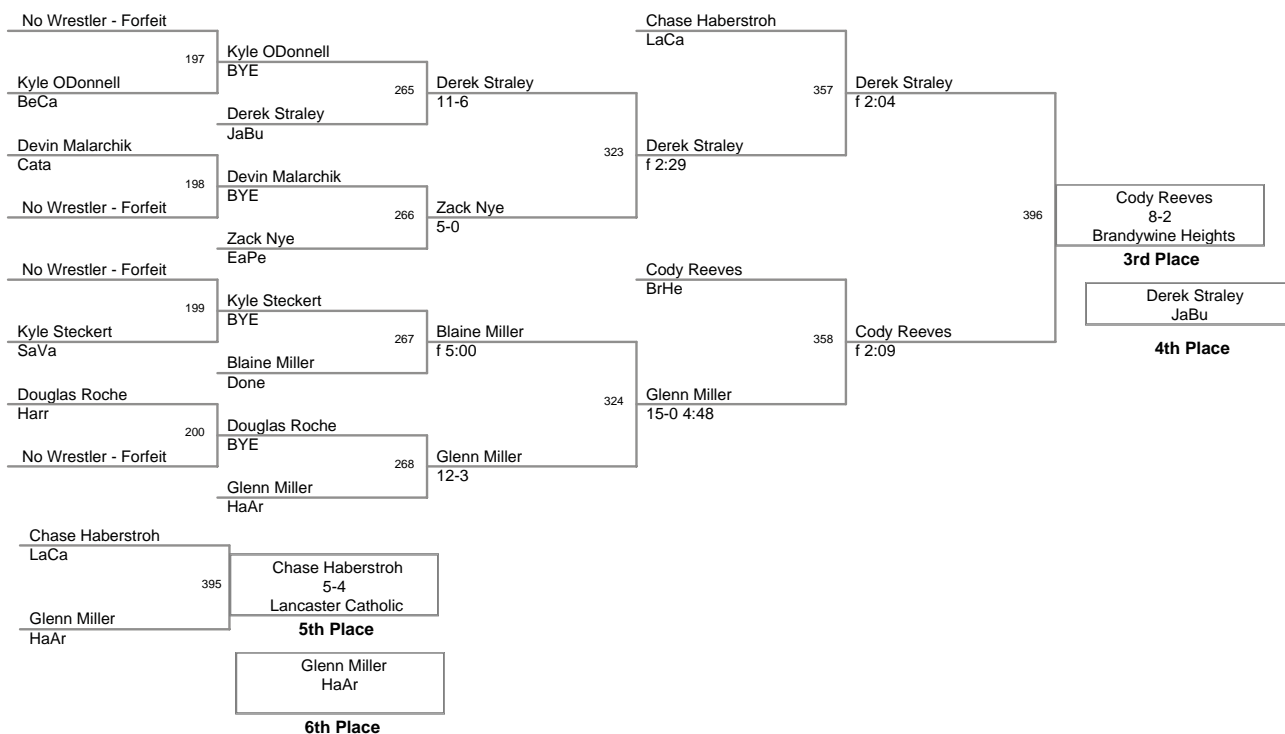 No Wrestler - Forfeit
197
Kyle ODonnell
BeCa
Kyle ODonnell
BYE
265
Derek Straley
JaBu
Derek Straley
11-6
Devin Malarchik
Cata
198
No Wrestler - Forfeit
Devin Malarchik
BYE
266
Zack Nye
EaPe
Zack Nye
5-0
323
Derek Straley
f 2:29
Chase Haberstroh
LaCa
357
Derek Straley
f 2:04
No Wrestler - Forfeit
199
Kyle Steckert
SaVa
Kyle Steckert
BYE
267
Blaine Miller
Done
Blaine Miller
f 5:00
Douglas Roche
Harr
200
No Wrestler - Forfeit
Douglas Roche
BYE
268
Glenn Miller
HaAr
Glenn Miller
12-3
324
Glenn Miller
15-0 4:48
Cody Reeves
BrHe
358
Cody Reeves
f 2:09
396
Cody Reeves
8-2
Brandywine Heights
3rd Place
Derek Straley
JaBu
4th Place
Chase Haberstroh
LaCa
395
Glenn Miller
HaAr
Chase Haberstroh
5-4
Lancaster Catholic
5th Place
Glenn Miller
HaAr
6th Place